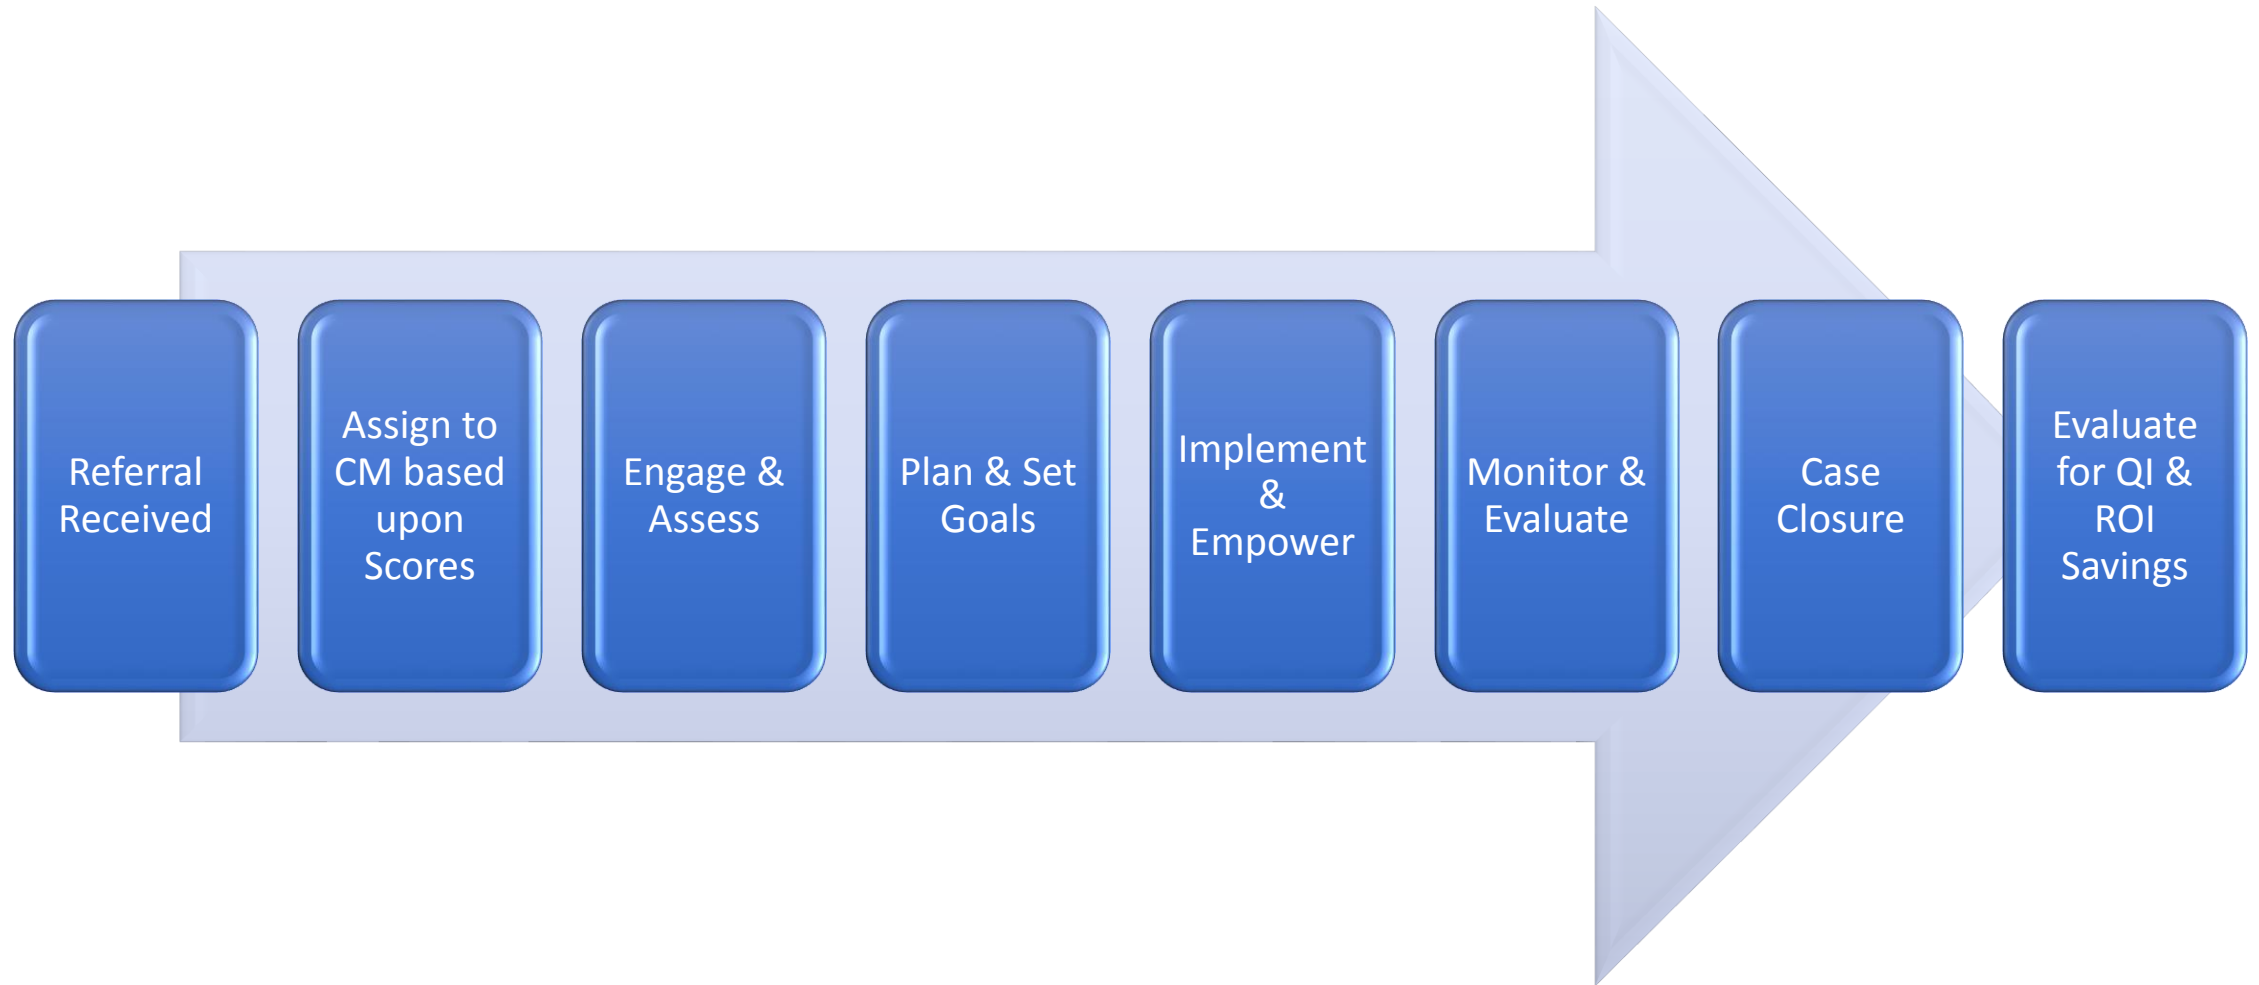 Referral
Received
Assign to
CM based
upon
Scores
Engage &
Assess
Plan & Set
Goals
Implement
&
Empower
Monitor &
Evaluate
Case
Closure
Evaluate
for QI &
ROI
Savings